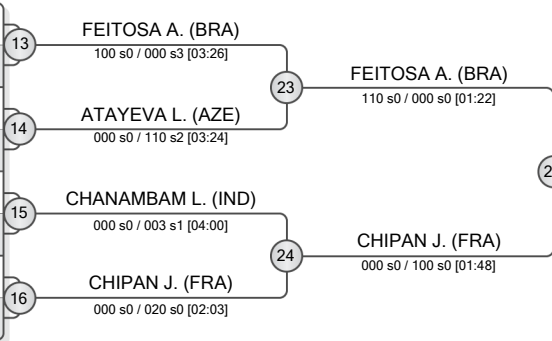 13
FEITOSA A. (BRA)
100 s0 / 000 s3 [03:26]
23
FEITOSA A. (BRA)
110 s0 / 000 s0 [01:22]
14
ATAYEVA L. (AZE)
000 s0 / 110 s2 [03:24]
15
CHANAMBAM L. (IND)
000 s0 / 003 s1 [04:00]
24
CHIPAN J. (FRA)
000 s0 / 100 s0 [01:48]
16
CHIPAN J. (FRA)
000 s0 / 020 s0 [02:03]